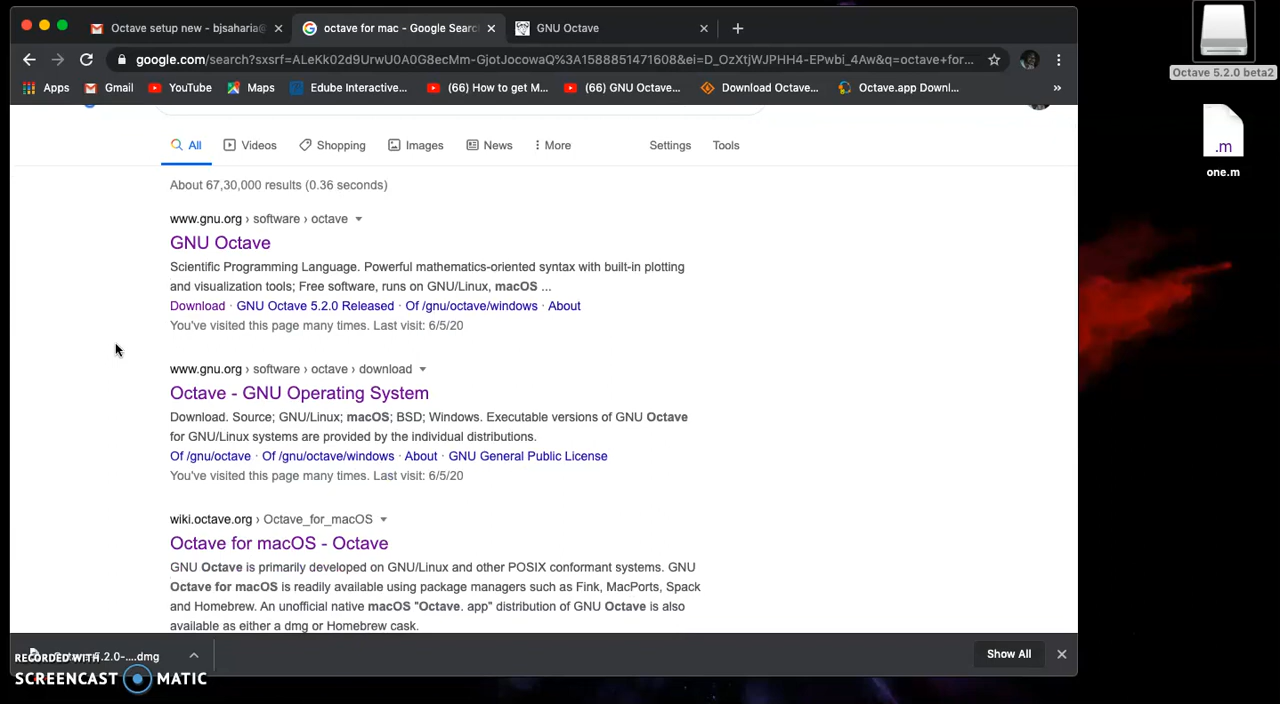 Octave setup new - bjsaharia@
octave for mac - Google Searc
GNU Octave
google.com/search?sxsrf=ALeKk02d9UrwU0A0G8ecMm-GjotJocowaQ%3A1588851471608&ei=D_OzXtjWJPHH4-EPwbi_4Aw&q=octave+for...
Apps
Gmail
YouTube
Maps
Edube Interactive...
(66) How to get M...
(66) GNU Octave...
Download Octave...
Octave.app Downl...
»
Octave 5.2.0 beta2
.m
one.m
All
Videos
Shopping
Images
News
More
Settings
Tools
About 67,30,000 results (0.36 seconds)
www.gnu.org › software › octave
GNU Octave
Scientific Programming Language. Powerful mathematics-oriented syntax with built-in plotting
and visualization tools; Free software, runs on GNU/Linux, macOS ...
Download · GNU Octave 5.2.0 Released · Of /gnu/octave/windows · About
You've visited this page many times. Last visit: 6/5/20
www.gnu.org › software › octave › download
Octave - GNU Operating System
Download. Source; GNU/Linux; macOS; BSD; Windows. Executable versions of GNU Octave
for GNU/Linux systems are provided by the individual distributions.
Of /gnu/octave · Of /gnu/octave/windows · About · GNU General Public License
You've visited this page many times. Last visit: 6/5/20
wiki.octave.org › Octave_for_macOS
Octave for macOS - Octave
GNU Octave is primarily developed on GNU/Linux and other POSIX conformant systems. GNU
Octave for macOS is readily available using package managers such as Fink, MacPorts, Spack
and Homebrew. An unofficial native macOS "Octave. app" distribution of GNU Octave is also
available as either a dmg or Homebrew cask.
5.2.0-....dmg
Show All
RECORDED WITH
SCREENCAST MATIC